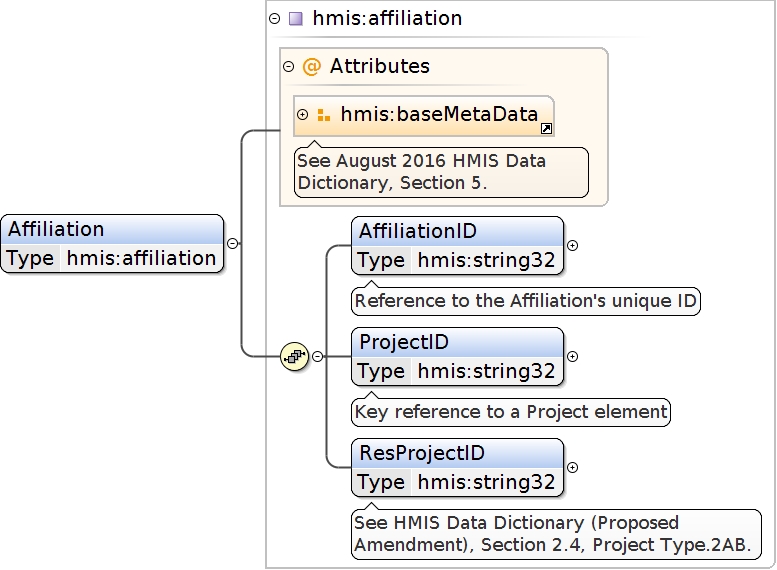 hmis:affiliation
@ Attributes
hmis:baseMetaData
See August 2016 HMIS Data
Dictionary, Section 5.
Affiliation
Type hmis:affiliation
AffiliationID
Type hmis:string32
Reference to the Affiliation's unique ID
ProjectID
Type hmis:string32
Key reference to a Project element
ResProjectID
Type hmis:string32
See HMIS Data Dictionary (Proposed
Amendment), Section 2.4, Project Type.2AB.